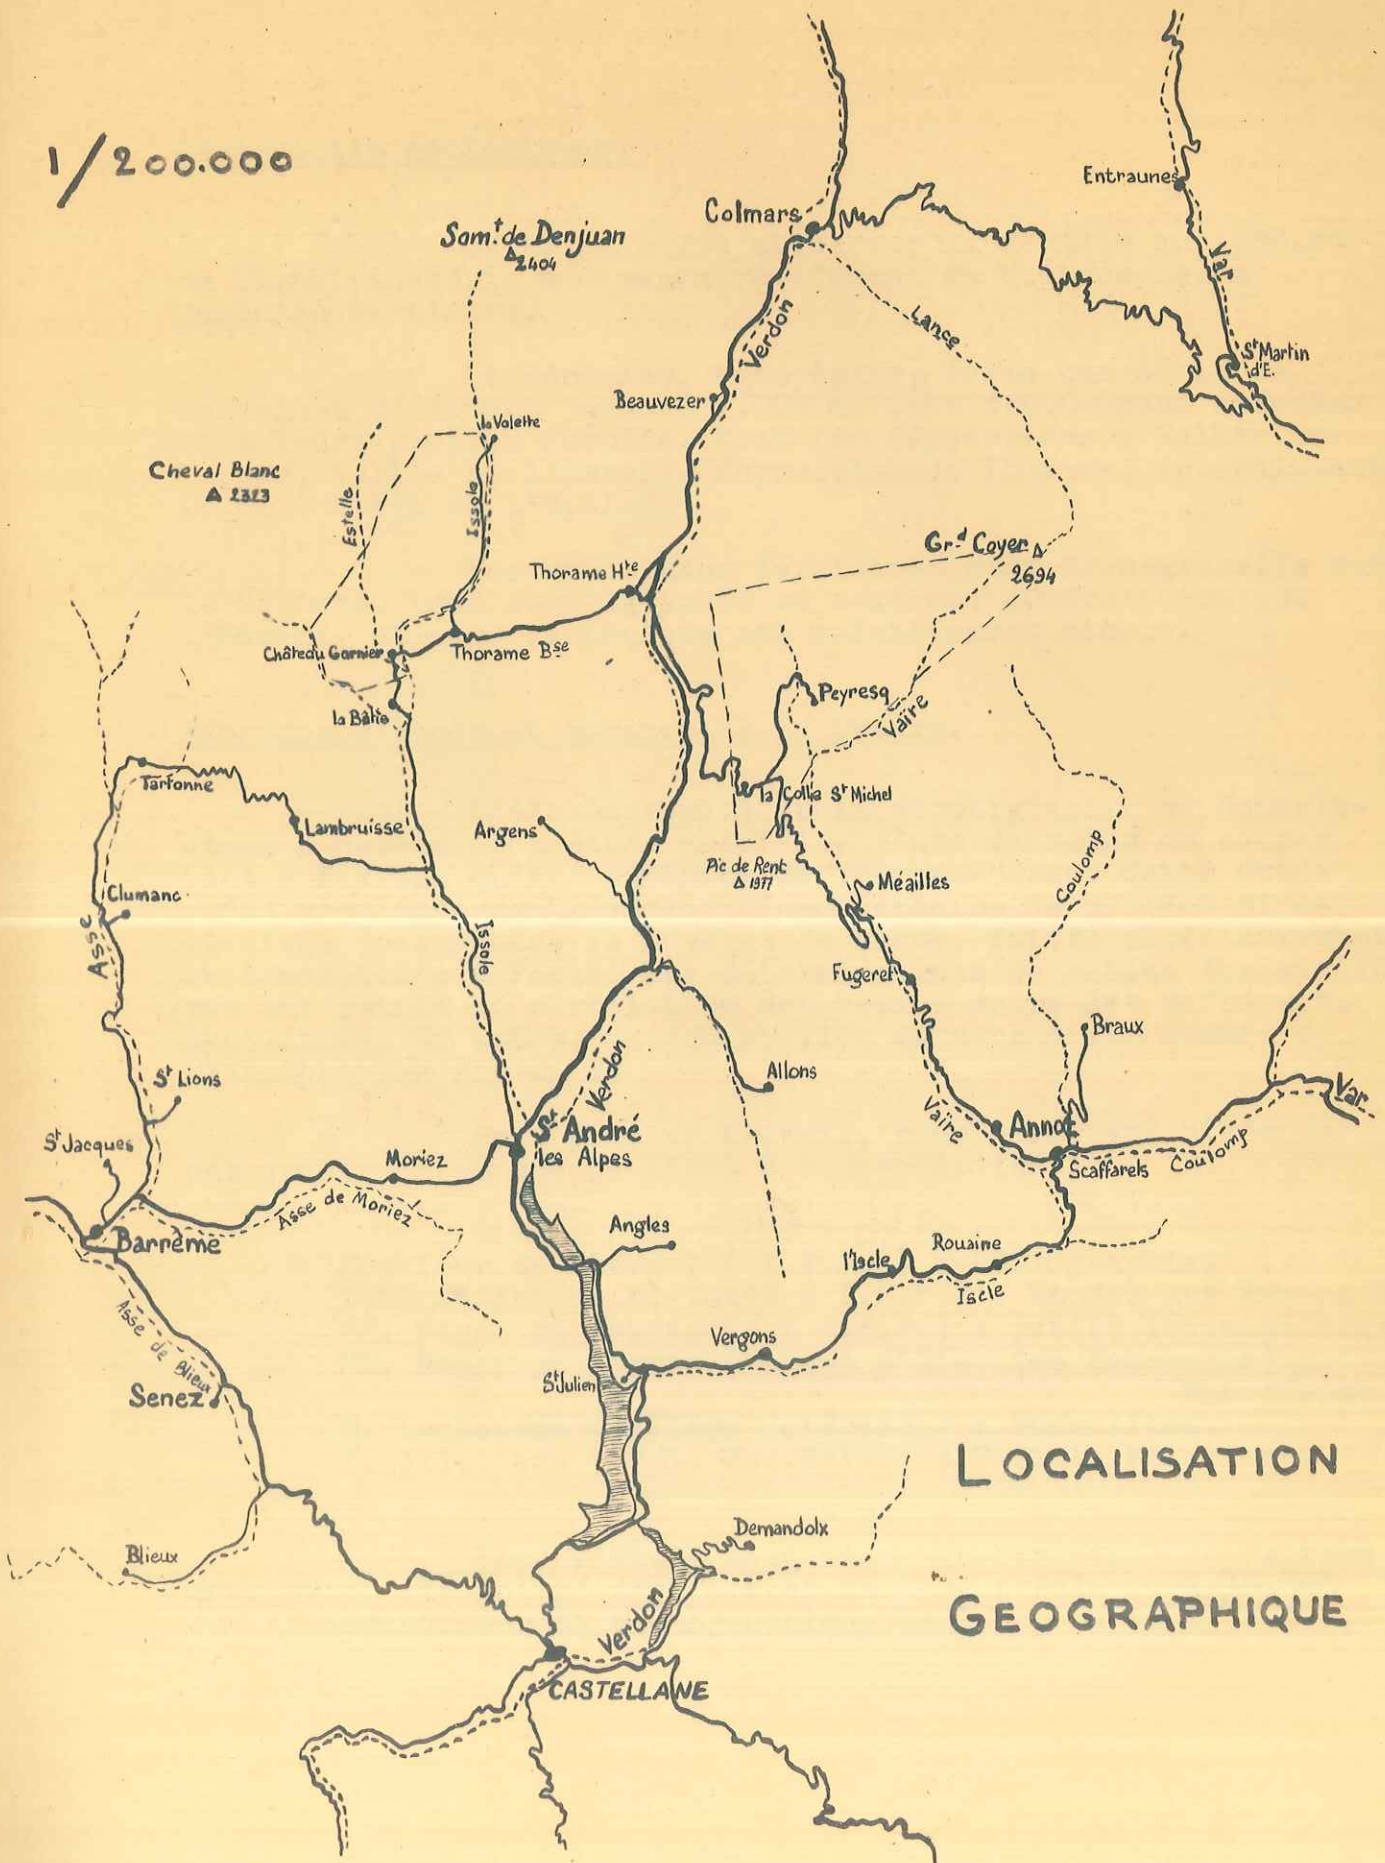 1/200.000
Entraunes
Colmars
Som.t de Denjuan
2404
Var
Verdon
Lance
St Martin
d'E.
Beauvezer
la Valette
Cheval Blanc
2323
Estelle
Issole
Grd Coyer
2694
Thorame Hte
Château Garnier
Thorame Bse
Peyresq
la Bâtie
Vaïre
Tartonne
la Colle St Michel
Lambruisse
Argens
Coulomp
Pic de Rent
1977
Méailles
Clumanc
Asse
Issole
Fugeret
Braux
St Lions
Verdon
Allons
Var
Vaïre
Annot
St Jacques
St André
les Alpes
Moriez
Scaffarels
Coulomp
Asse de Moriez
Angles
Barrême
Rouaine
l'Iscle
Iscle
Asse de Blieux
Vergons
St Julien
Senez
LOCALISATION
Demandolx
Blieux
GEOGRAPHIQUE
Verdon
CASTELLANE